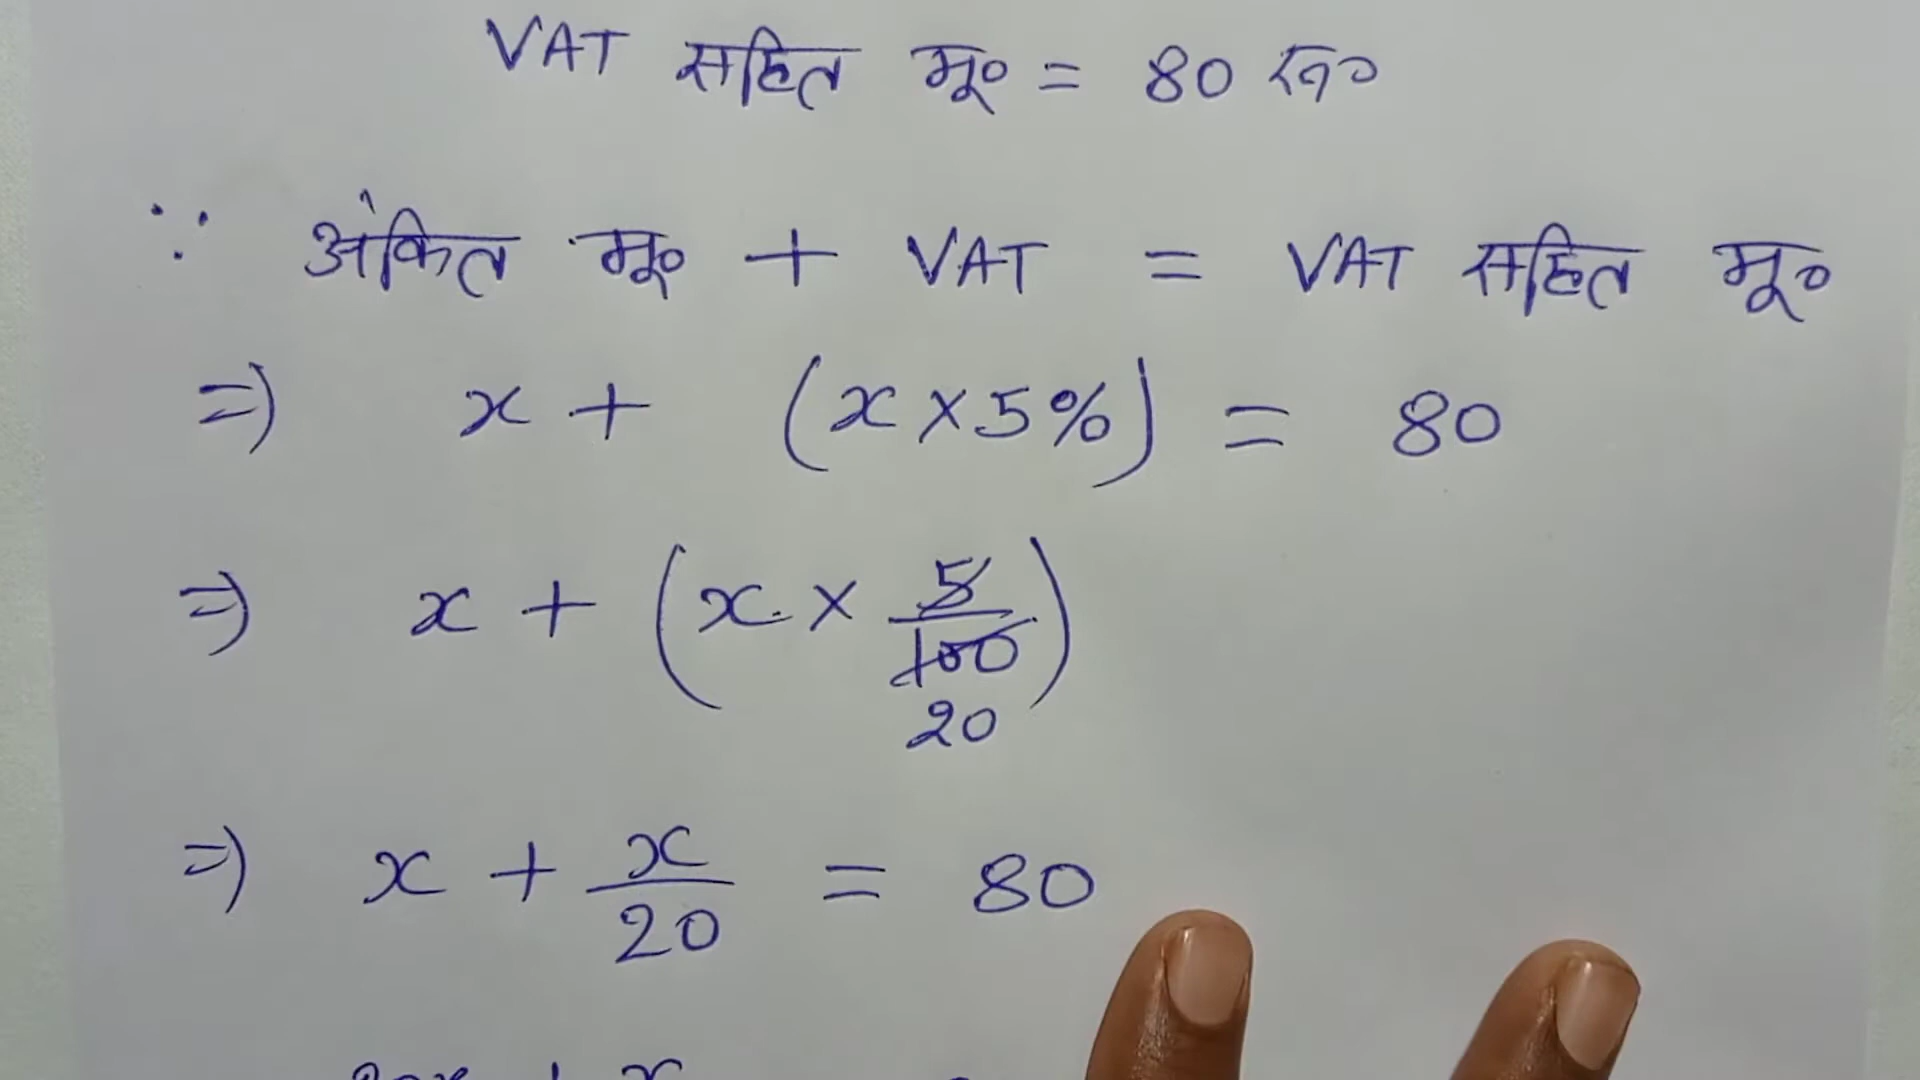 VAT सहित मू० = 80 रू०
∵ अंकित मू० + VAT = VAT सहित मू०
=) x + (x × 5%) = 80
=) x + (x × 5/100)
20
=) x + x/20 = 80